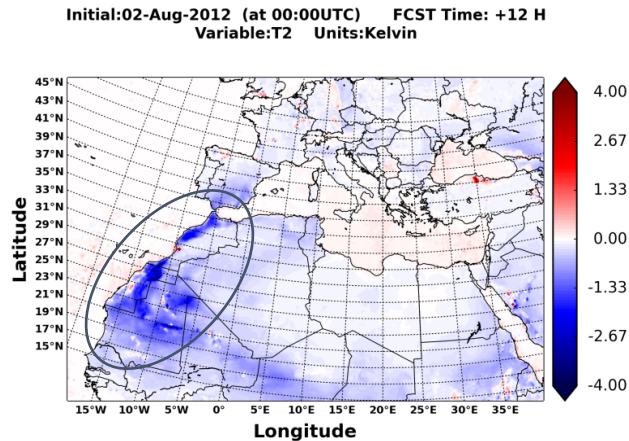 Initial:02-Aug-2012 (at 00:00UTC) FCST Time: +12 H
Variable:T2 Units:Kelvin
45°N
43°N
41°N
39°N
37°N
35°N
33°N
31°N
29°N
27°N
25°N
23°N
21°N
19°N
17°N
15°N
Latitude
15°W 10°W 5°W 0° 5°E 10°E 15°E 20°E 25°E 30°E 35°E
Longitude
4.00
2.67
1.33
0.00
-1.33
-2.67
-4.00